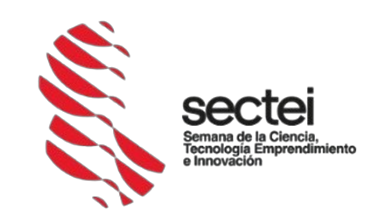 sectei
Semana de la Ciencia,
Tecnología Emprendimiento
e Innovación